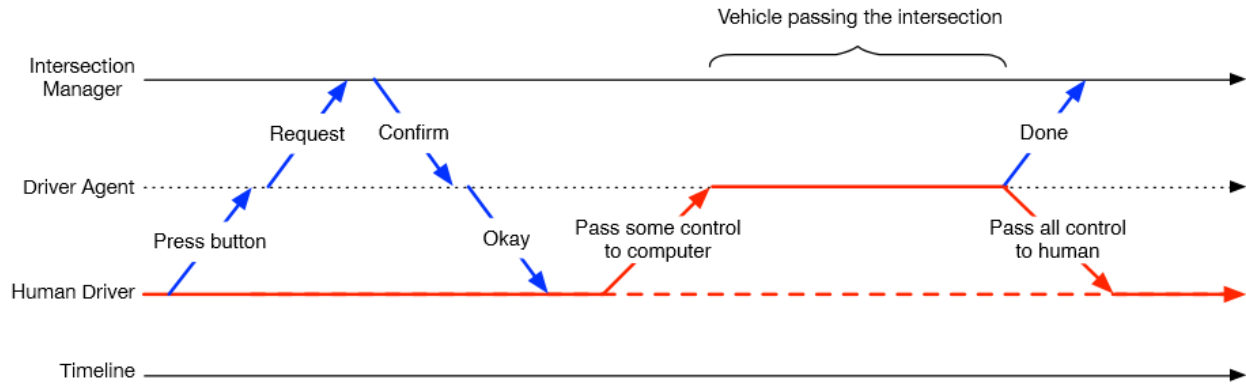 Vehicle passing the intersection
Intersection
Manager
Request
Confirm
Done
Driver Agent
Press button
Okay
Pass some control
to computer
Pass all control
to human
Human Driver
Timeline